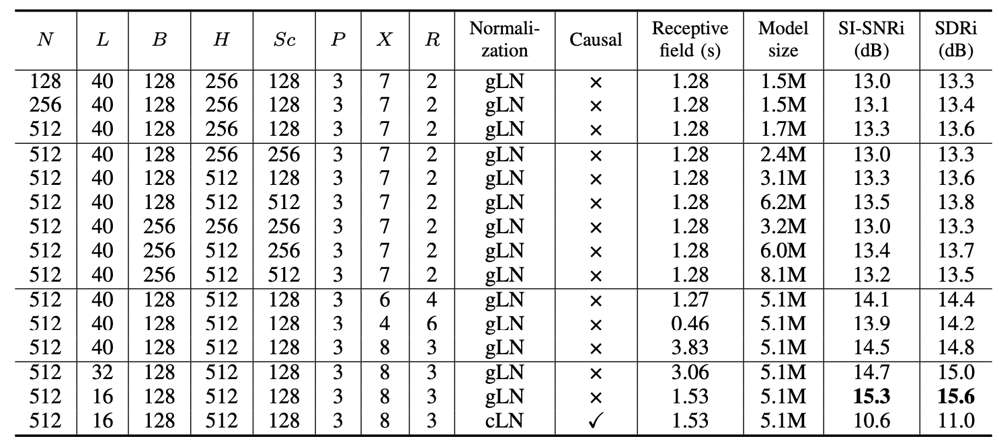 N L B H Sc P X R Normali-zation Causal Receptive field (s) Model size SI-SNRi (dB) SDRi (dB)
128 40 128 256 128 3 7 2 gLN × 1.28 1.5M 13.0 13.3
256 40 128 256 128 3 7 2 gLN × 1.28 1.5M 13.1 13.4
512 40 128 256 128 3 7 2 gLN × 1.28 1.7M 13.3 13.6
512 40 128 256 256 3 7 2 gLN × 1.28 2.4M 13.0 13.3
512 40 128 512 128 3 7 2 gLN × 1.28 3.1M 13.3 13.6
512 40 128 512 512 3 7 2 gLN × 1.28 6.2M 13.5 13.8
512 40 256 256 256 3 7 2 gLN × 1.28 3.2M 13.0 13.3
512 40 256 512 256 3 7 2 gLN × 1.28 6.0M 13.4 13.7
512 40 256 512 512 3 7 2 gLN × 1.28 8.1M 13.2 13.5
512 40 128 512 128 3 6 4 gLN × 1.27 5.1M 14.1 14.4
512 40 128 512 128 3 4 6 gLN × 0.46 5.1M 13.9 14.2
512 40 128 512 128 3 8 3 gLN × 3.83 5.1M 14.5 14.8
512 32 128 512 128 3 8 3 gLN × 3.06 5.1M 14.7 15.0
512 16 128 512 128 3 8 3 gLN × 1.53 5.1M 15.3 15.6
512 16 128 512 128 3 8 3 cLN ✓ 1.53 5.1M 10.6 11.0